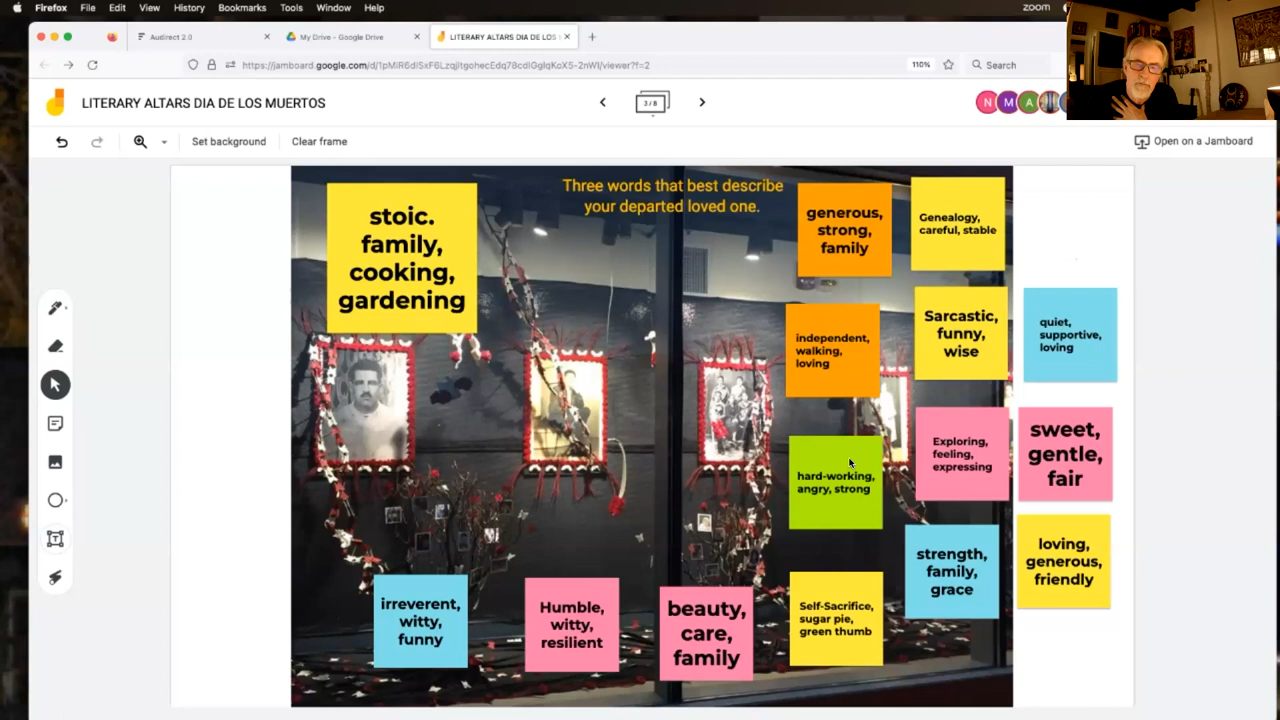 Firefox File Edit View History Bookmarks Tools Window Help
zoom
Audirect 2.0
My Drive - Google Drive
LITERARY ALTARS DIA DE LOS
110%
Search
LITERARY ALTARS DIA DE LOS MUERTOS
3/8
N M A
Set background
Clear frame
Open on a Jamboard
Three words that best describe
your departed loved one.
stoic.
family,
cooking,
gardening
generous,
strong,
family
Genealogy,
careful, stable
independent,
walking,
loving
Sarcastic,
funny,
wise
quiet,
supportive,
loving
hard-working,
angry, strong
Exploring,
feeling,
expressing
sweet,
gentle,
fair
strength,
family,
grace
loving,
generous,
friendly
irreverent,
witty,
funny
Humble,
witty,
resilient
beauty,
care,
family
Self-Sacrifice,
sugar pie,
green thumb